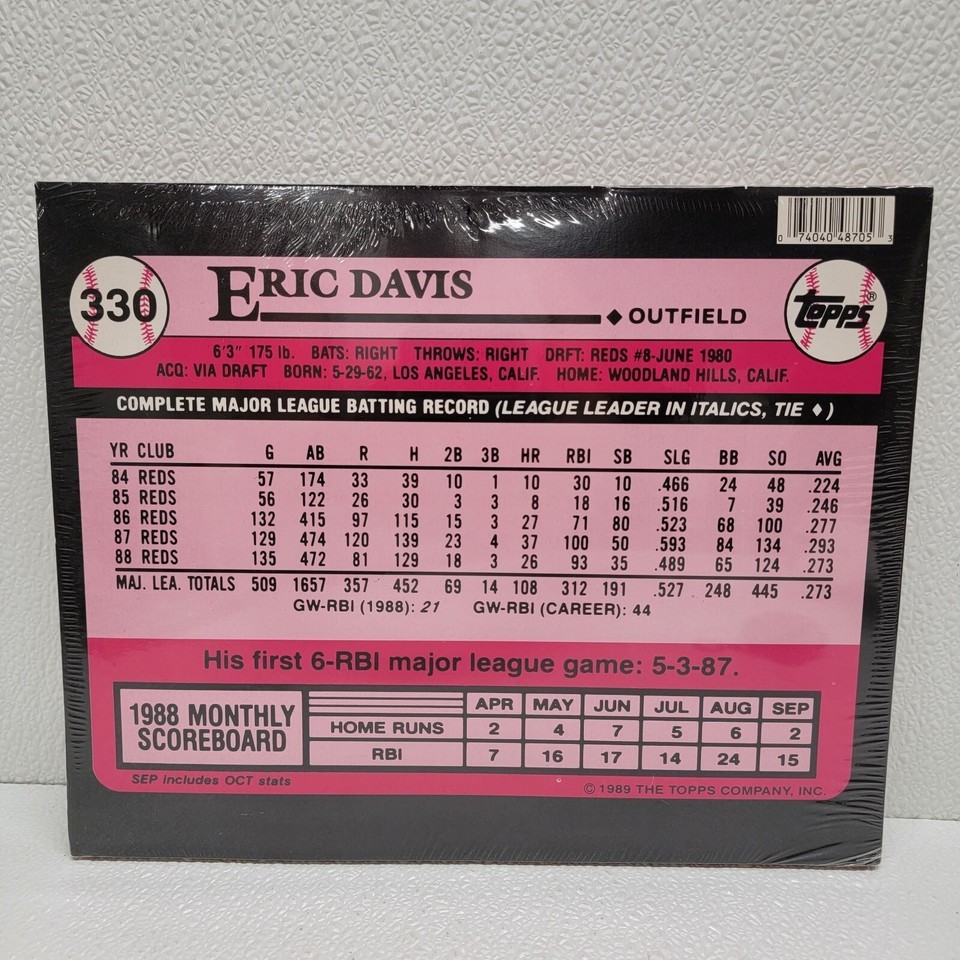 0 74040 48705 3
330
ERIC DAVIS
♦ OUTFIELD
Topps®
6'3" 175 lb. BATS: RIGHT THROWS: RIGHT DRFT: REDS #8-JUNE 1980
ACQ: VIA DRAFT BORN: 5-29-62, LOS ANGELES, CALIF. HOME: WOODLAND HILLS, CALIF.
COMPLETE MAJOR LEAGUE BATTING RECORD (LEAGUE LEADER IN ITALICS, TIE ♦)
YR CLUB G AB R H 2B 3B HR RBI SB SLG BB SO AVG
84 REDS 57 174 33 39 10 1 10 30 10 .466 24 48 .224
85 REDS 56 122 26 30 3 3 8 18 16 .516 7 39 .246
86 REDS 132 415 97 115 15 3 27 71 80 .523 68 100 .277
87 REDS 129 474 120 139 23 4 37 100 50 .593 84 134 .293
88 REDS 135 472 81 129 18 3 26 93 35 .489 65 124 .273
MAJ. LEA. TOTALS 509 1657 357 452 69 14 108 312 191 .527 248 445 .273
GW-RBI (1988): 21 GW-RBI (CAREER): 44
His first 6-RBI major league game: 5-3-87.
1988 MONTHLY
SCOREBOARD
APR MAY JUN JUL AUG SEP
HOME RUNS 2 4 7 5 6 2
RBI 7 16 17 14 24 15
SEP includes OCT stats
© 1989 THE TOPPS COMPANY, INC.